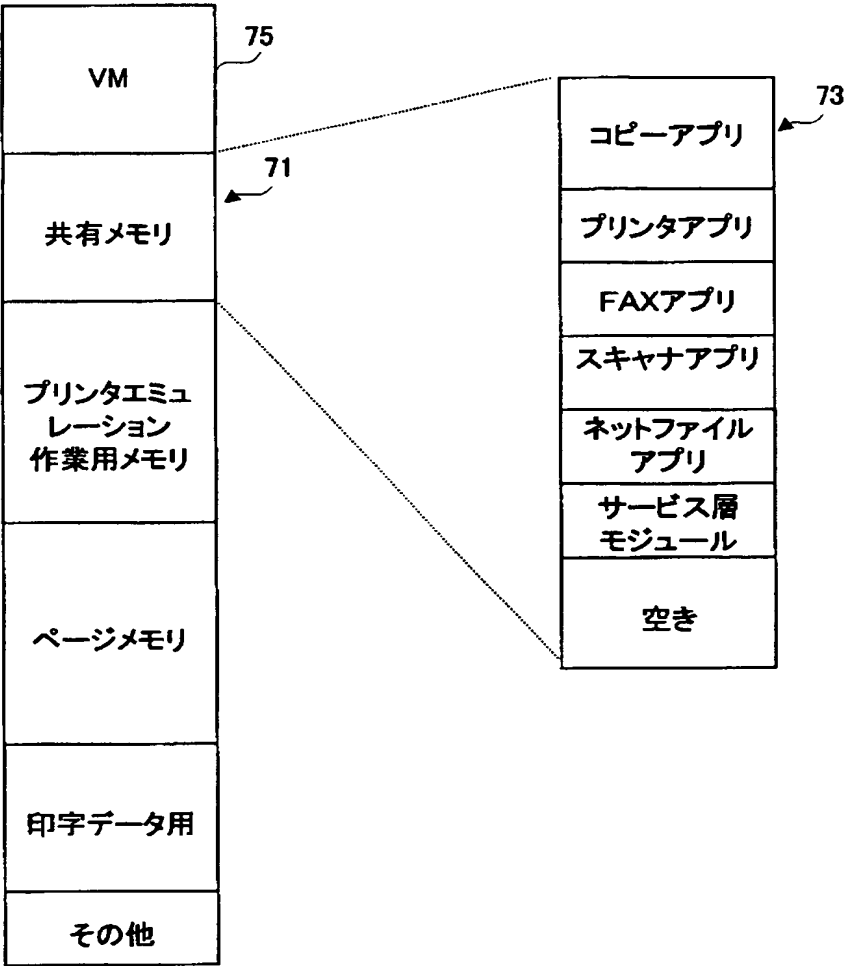 VM
75
共有メモリ
71
プリンタエミュ
レーション
作業用メモリ
ページメモリ
印字データ用
その他
コピーアプリ
73
プリンタアプリ
FAXアプリ
スキャナアプリ
ネットファイル
アプリ
サービス層
モジュール
空き